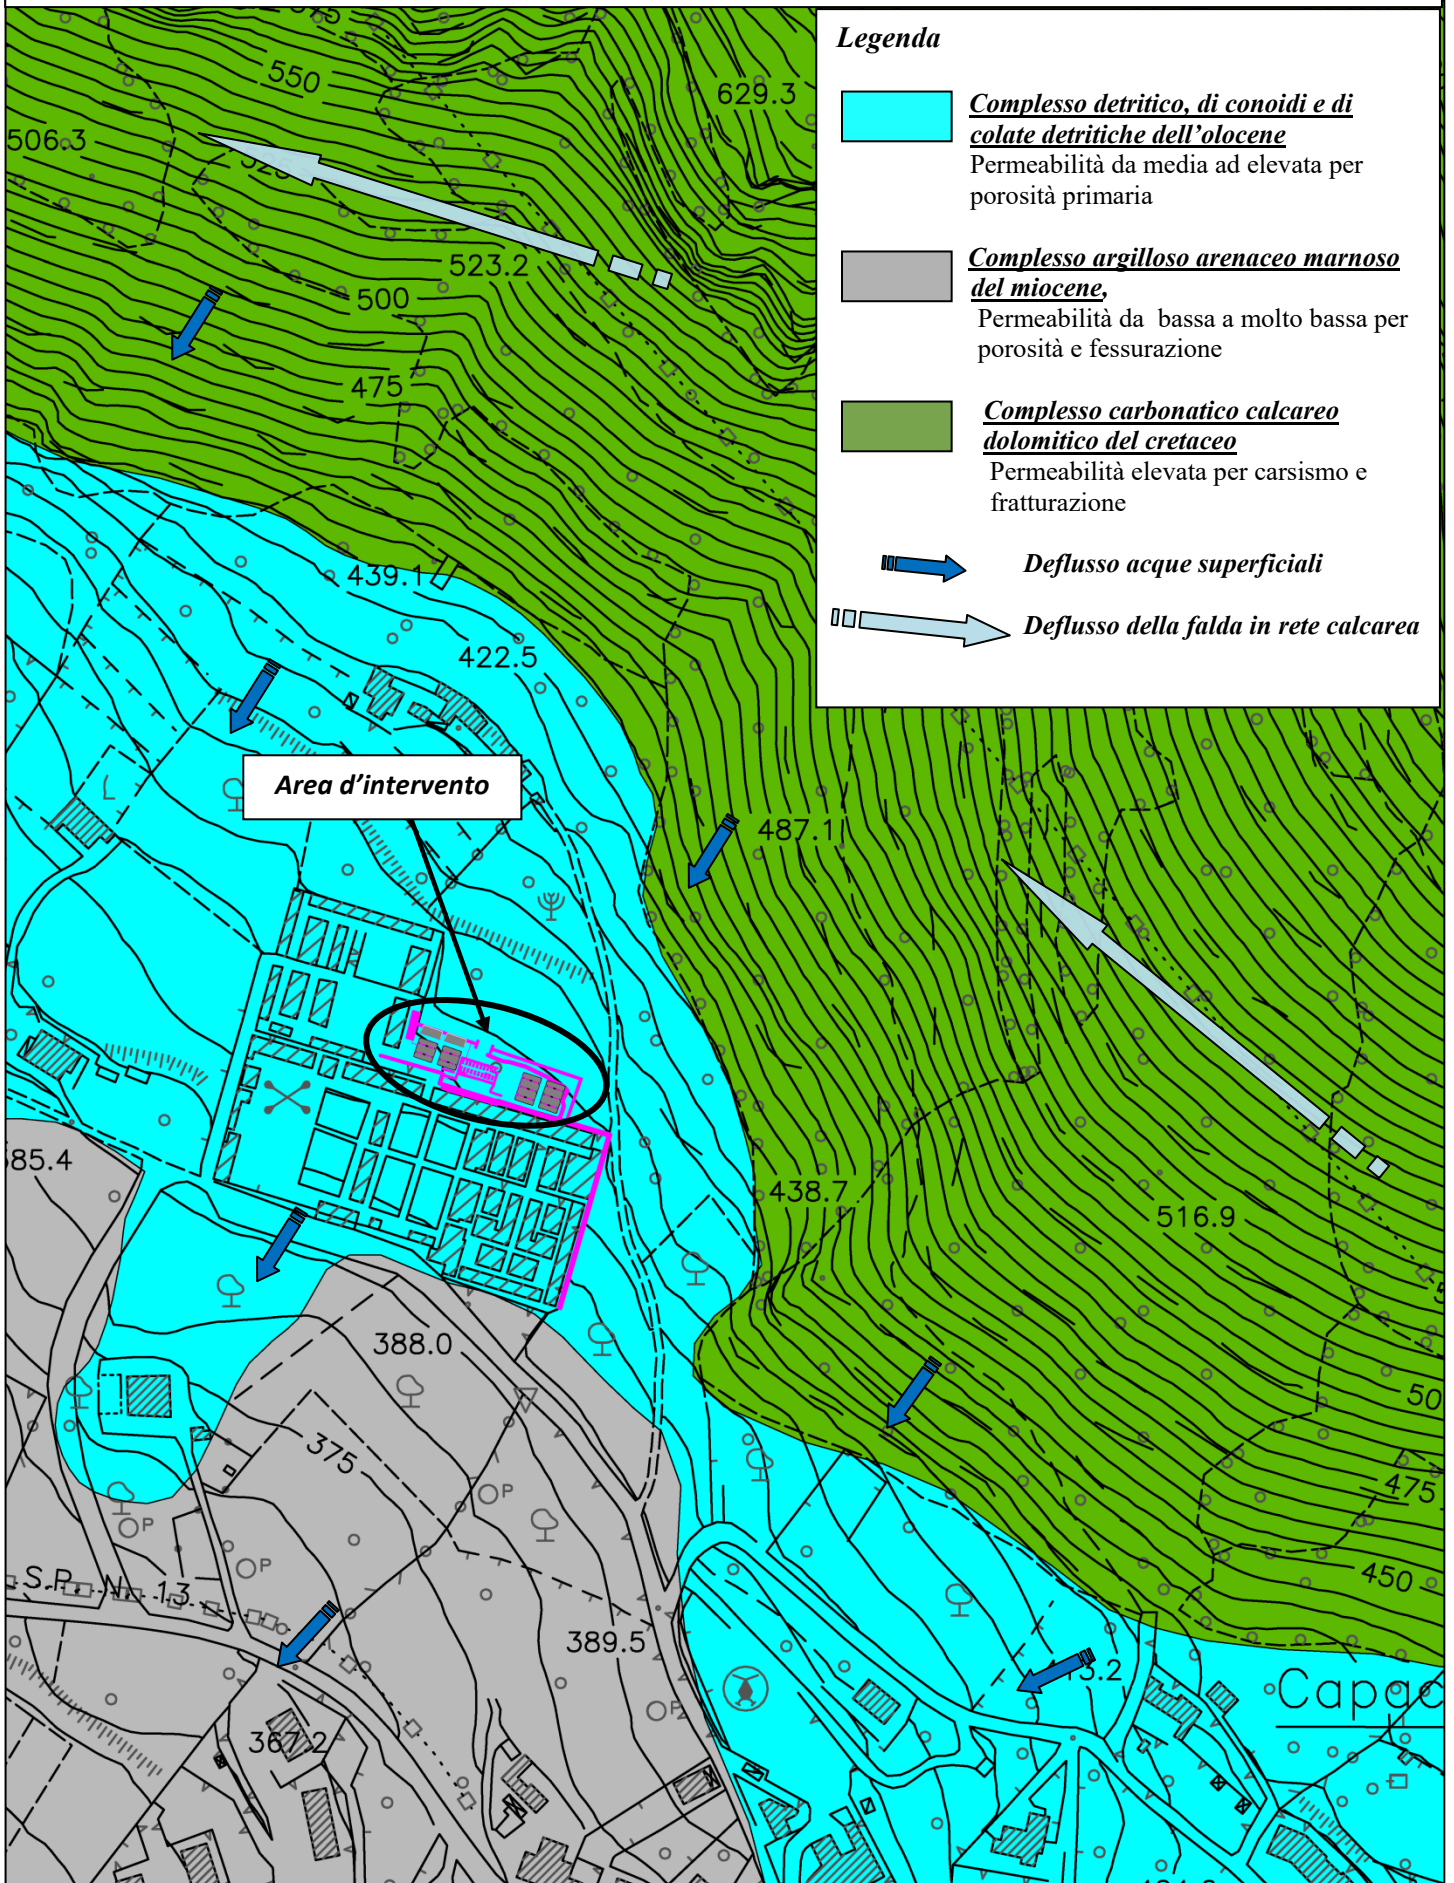 Legenda
Complesso detritico, di conoidi e di
colate detritiche dell'olocene
Permeabilità da media ad elevata per
porosità primaria
Complesso argilloso arenaceo marnoso
del miocene,
Permeabilità da bassa a molto bassa per
porosità e fessurazione
Complesso carbonatico calcareo
dolomitico del cretaceo
Permeabilità elevata per carsismo e
fratturazione
Deflusso acque superficiali
Deflusso della falda in rete calcarea
550
629.3
506.3
525
523.2
500
475
439.1
422.5
Area d'intervento
487.1
85.4
438.7
516.9
388.0
50
375
475
P
P
450
S.P. N. 13
P
389.5
13.2
Capac
367.2